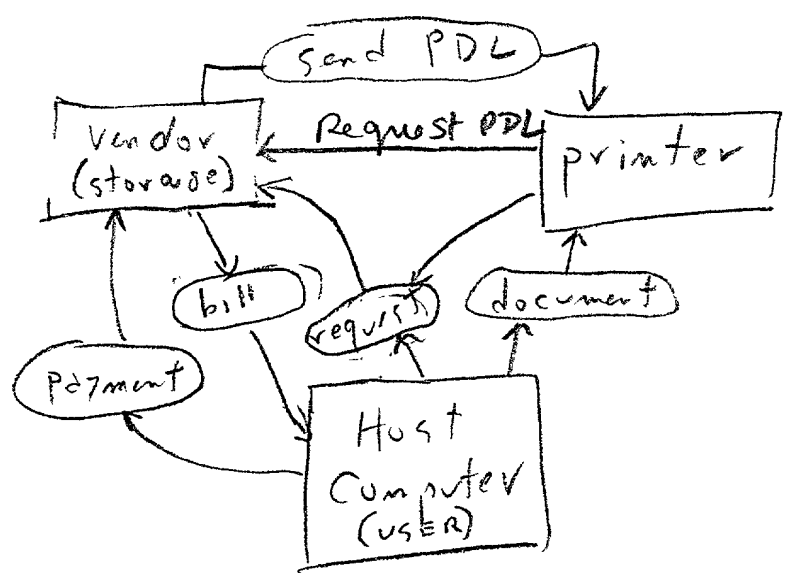 send PDL
Vendor
(storage)
Request PDL
printer
bill
request
document
payment
Host
Computer
(USER)